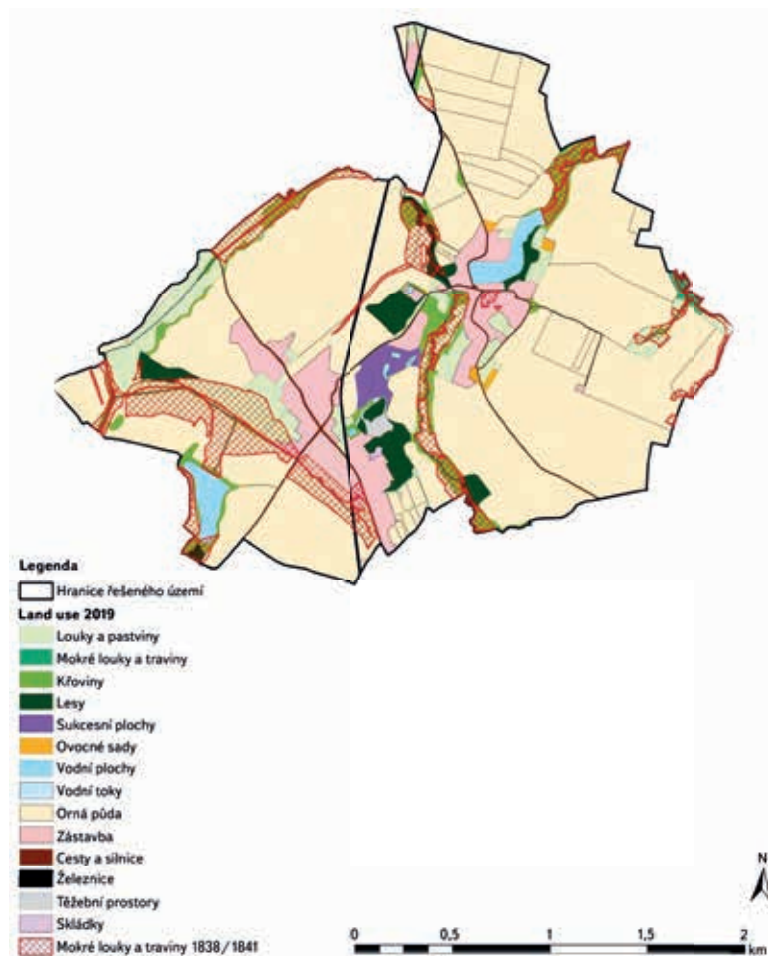 Legenda
Hranice řešeného území
Land use 2019
Louky a pastviny
Mokré louky a traviny
Křoviny
Lesy
Sukcesní plochy
Ovocné sady
Vodní plochy
Vodní toky
Orná půda
Zástavba
Cesty a silnice
Železnice
Těžební prostory
Skládky
Mokré louky a traviny 1838/1841
0 0,5 1 2
km
N